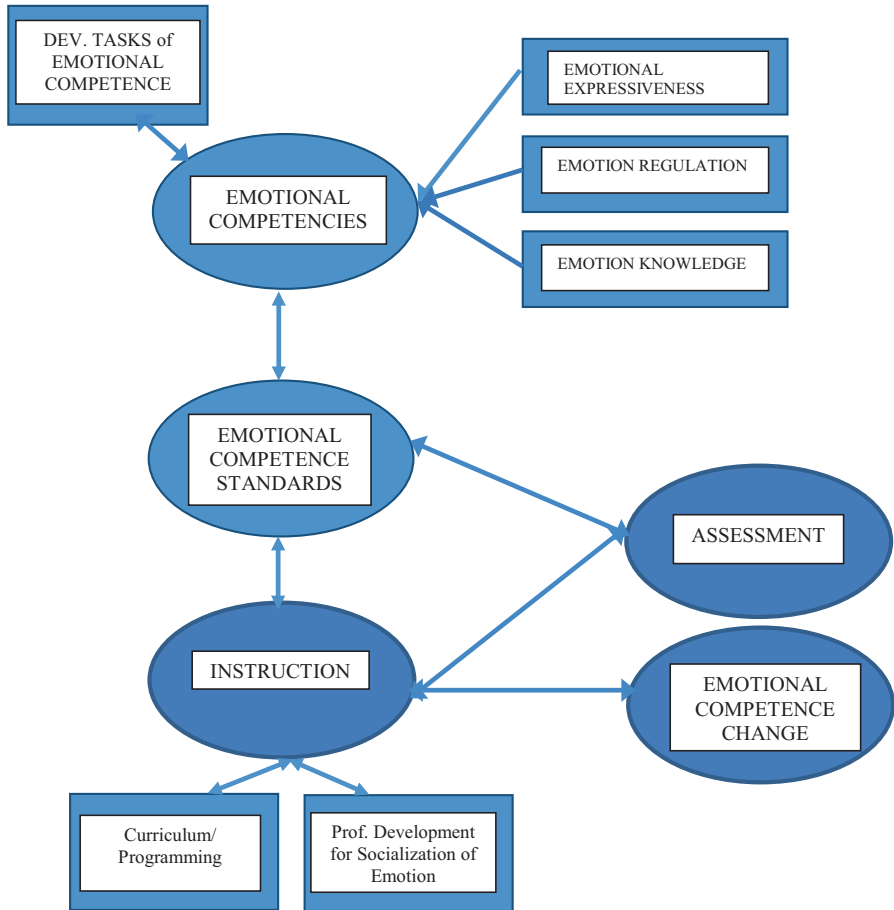 DEV. TASKS of
EMOTIONAL
COMPETENCE
EMOTIONAL
EXPRESSIVENESS
EMOTION REGULATION
EMOTION KNOWLEDGE
EMOTIONAL
COMPETENCIES
EMOTIONAL
COMPETENCE
STANDARDS
ASSESSMENT
INSTRUCTION
EMOTIONAL
COMPETENCE
CHANGE
Curriculum/
Programming
Prof. Development
for Socialization of
Emotion